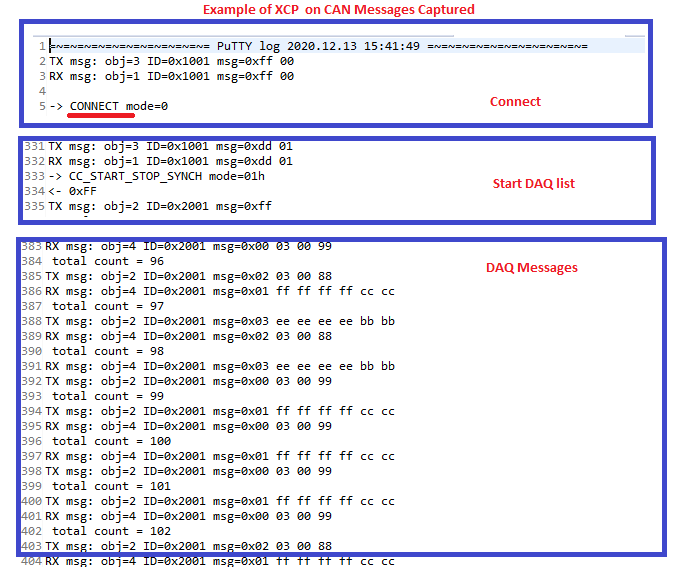 Example of XCP on CAN Messages Captured
1 =~=~=~=~=~=~=~=~=~=~=~= PuTTY log 2020.12.13 15:41:49 =~=~=~=~=~=~=~=~=~=~=~=
2 TX msg: obj=3 ID=0x1001 msg=0xff 00
3 RX msg: obj=1 ID=0x1001 msg=0xff 00
4
5 -> CONNECT mode=0
Connect
331 TX msg: obj=3 ID=0x1001 msg=0xdd 01
332 RX msg: obj=1 ID=0x1001 msg=0xdd 01
333 -> CC_START_STOP_SYNCH mode=01h
334 <- 0xFF
335 TX msg: obj=2 ID=0x2001 msg=0xff
Start DAQ list
383 RX msg: obj=4 ID=0x2001 msg=0x00 03 00 99
384 total count = 96
385 TX msg: obj=2 ID=0x2001 msg=0x02 03 00 88
386 RX msg: obj=4 ID=0x2001 msg=0x01 ff ff ff ff cc cc
387 total count = 97
388 TX msg: obj=2 ID=0x2001 msg=0x03 ee ee ee ee bb bb
389 RX msg: obj=4 ID=0x2001 msg=0x02 03 00 88
390 total count = 98
391 RX msg: obj=4 ID=0x2001 msg=0x03 ee ee ee ee bb bb
392 TX msg: obj=2 ID=0x2001 msg=0x00 03 00 99
393 total count = 99
394 TX msg: obj=2 ID=0x2001 msg=0x01 ff ff ff ff cc cc
395 RX msg: obj=4 ID=0x2001 msg=0x00 03 00 99
396 total count = 100
397 RX msg: obj=4 ID=0x2001 msg=0x01 ff ff ff ff cc cc
398 TX msg: obj=2 ID=0x2001 msg=0x00 03 00 99
399 total count = 101
400 TX msg: obj=2 ID=0x2001 msg=0x01 ff ff ff ff cc cc
401 RX msg: obj=4 ID=0x2001 msg=0x00 03 00 99
402 total count = 102
403 TX msg: obj=2 ID=0x2001 msg=0x02 03 00 88
404 RX msg: obj=4 ID=0x2001 msg=0x01 ff ff ff ff cc cc
DAQ Messages